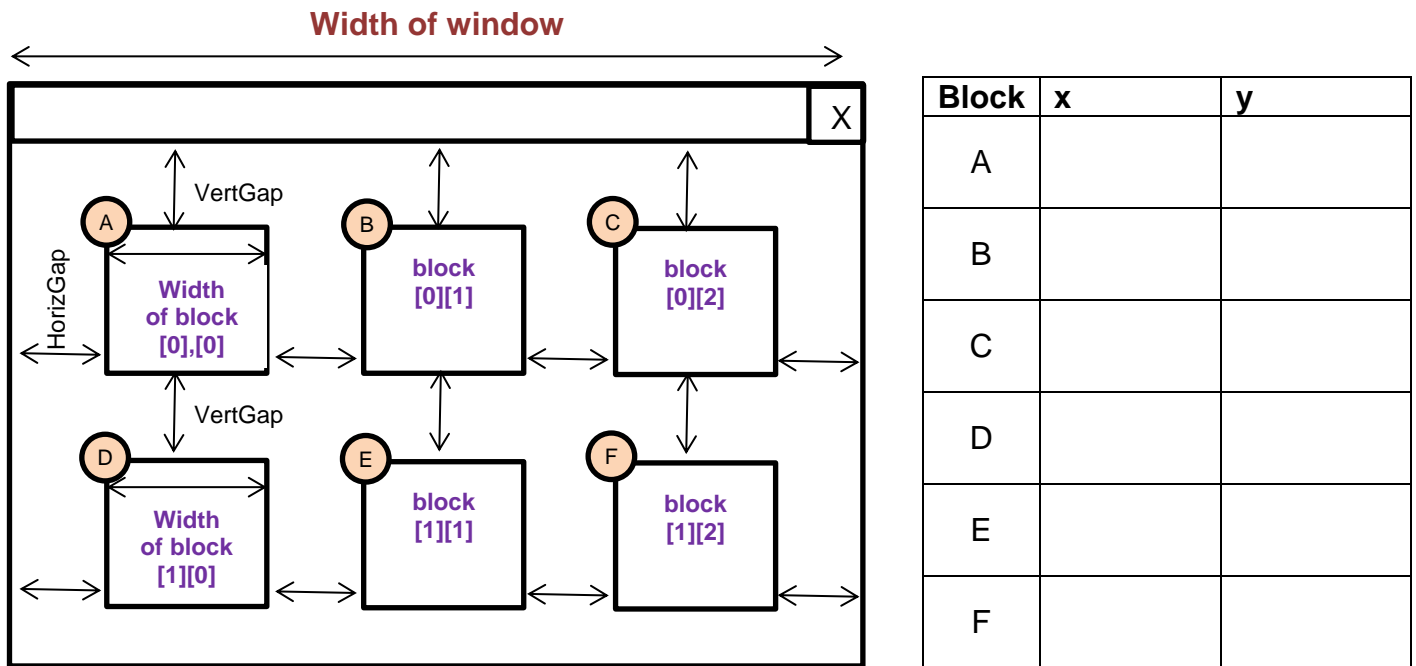 Width of window
X
VertGap
A
B
C
HorizGap
Width
of block
[0],[0]
block
[0][1]
block
[0][2]
VertGap
D
E
F
Width
of block
[1][0]
block
[1][1]
block
[1][2]
Block x y
A
B
C
D
E
F